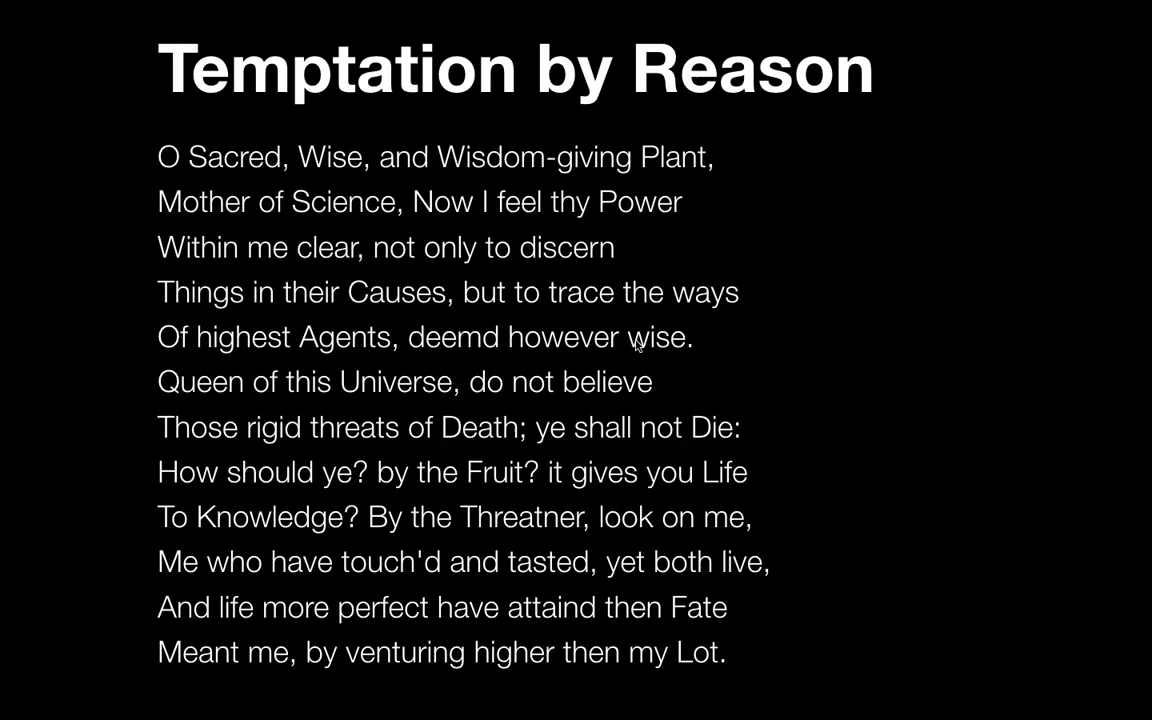 Temptation by Reason
O Sacred, Wise, and Wisdom-giving Plant,
Mother of Science, Now I feel thy Power
Within me clear, not only to discern
Things in their Causes, but to trace the ways
Of highest Agents, deemd however wise.
Queen of this Universe, do not believe
Those rigid threats of Death; ye shall not Die:
How should ye? by the Fruit? it gives you Life
To Knowledge? By the Threatner, look on me,
Me who have touch'd and tasted, yet both live,
And life more perfect have attaind then Fate
Meant me, by venturing higher then my Lot.